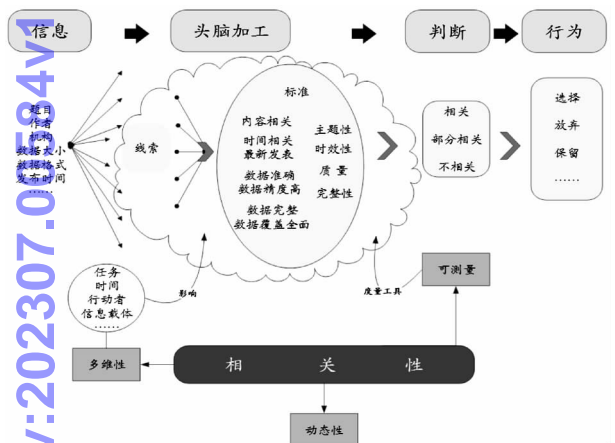 信息
头脑加工
判断
行为
题目
作者
机构
数据大小
数据格式
发布时间
……
线索
标准
内容相关
时间相关
最新发表
数据准确
数据精度高
数据完整
数据覆盖全面
主题性
时效性
质量
完整性
相关
部分相关
不相关
选择
放弃
保留
……
任务
时间
行动者
信息载体
……
影响
度量工具
可测量
多维性
相 关 性
动态性
v:202307.00584v1